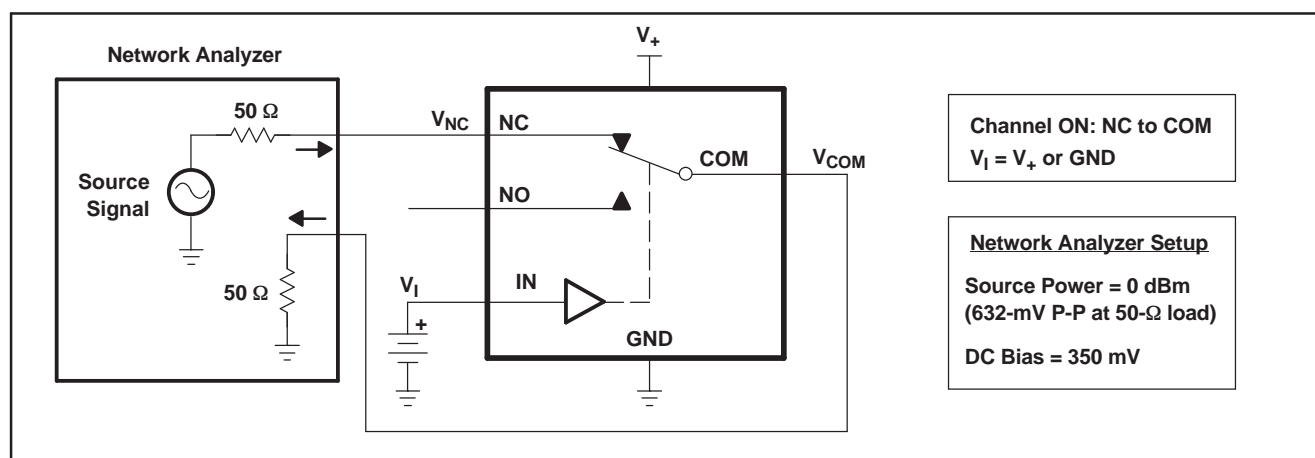 Network Analyzer
50 Ω
Source
Signal
50 Ω
V+
VNC
NC
COM
VCOM
NO
VI
IN
+
GND
Channel ON: NC to COM
VI = V+ or GND
Network Analyzer Setup
Source Power = 0 dBm
(632-mV P-P at 50-Ω load)
DC Bias = 350 mV